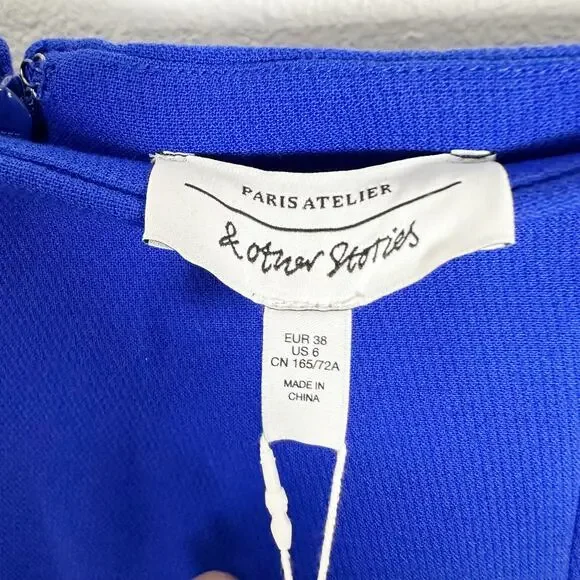 PARIS ATELIER
& other Stories
EUR 38
US 6
CN 165/72A
MADE IN
CHINA